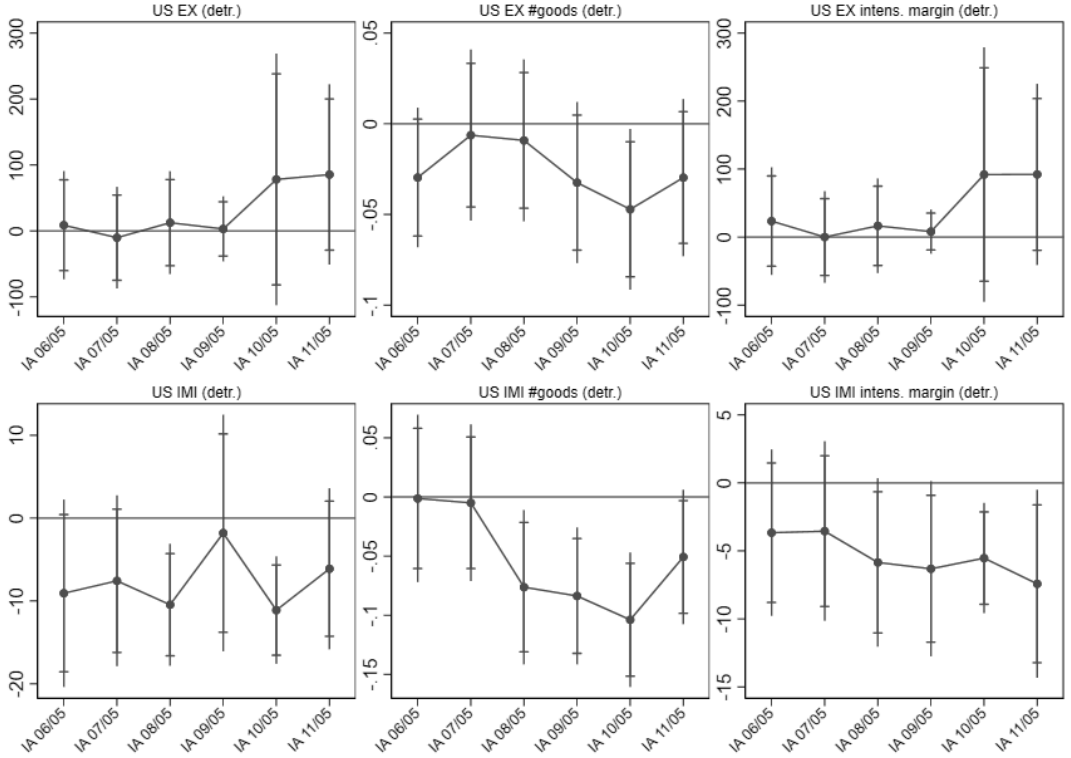 US EX (detr.)
300
200
100
0
-100
IA 06/05
IA 07/05
IA 08/05
IA 09/05
IA 10/05
IA 11/05
US EX #goods (detr.)
.05
0
-.05
-.1
IA 06/05
IA 07/05
IA 08/05
IA 09/05
IA 10/05
IA 11/05
US EX intens. margin (detr.)
300
200
100
0
-100
IA 06/05
IA 07/05
IA 08/05
IA 09/05
IA 10/05
IA 11/05
US IMI (detr.)
10
0
-10
-20
IA 06/05
IA 07/05
IA 08/05
IA 09/05
IA 10/05
IA 11/05
US IMI #goods (detr.)
.05
0
-.05
-.1
-.15
IA 06/05
IA 07/05
IA 08/05
IA 09/05
IA 10/05
IA 11/05
US IMI intens. margin (detr.)
5
0
-5
-10
-15
IA 06/05
IA 07/05
IA 08/05
IA 09/05
IA 10/05
IA 11/05